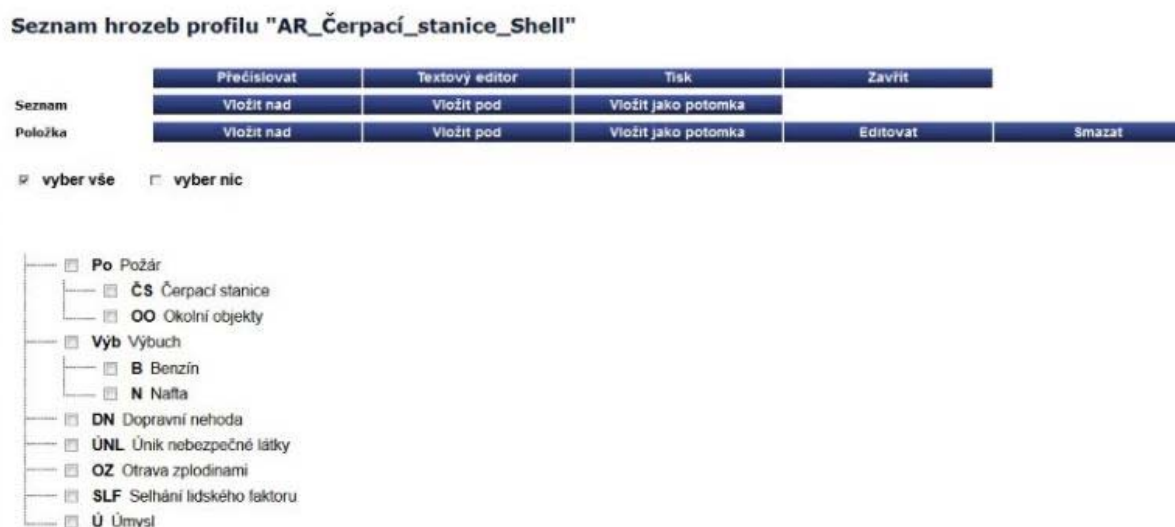 Seznam hrozeb profilu "AR_Čerpací_stanice_Shell"
Přečíslovat Textový editor Tisk Zavřít
Seznam Vložit nad Vložit pod Vložit jako potomka
Položka Vložit nad Vložit pod Vložit jako potomka Editovat Smazat
vyber vše vyber nic
Po Požár
ČS Čerpací stanice
OO Okolní objekty
Výb Výbuch
B Benzín
N Nafta
DN Dopravní nehoda
ÚNL Únik nebezpečné látky
OZ Otrava zplodinami
SLF Selhání lidského faktoru
Ú Úmysl